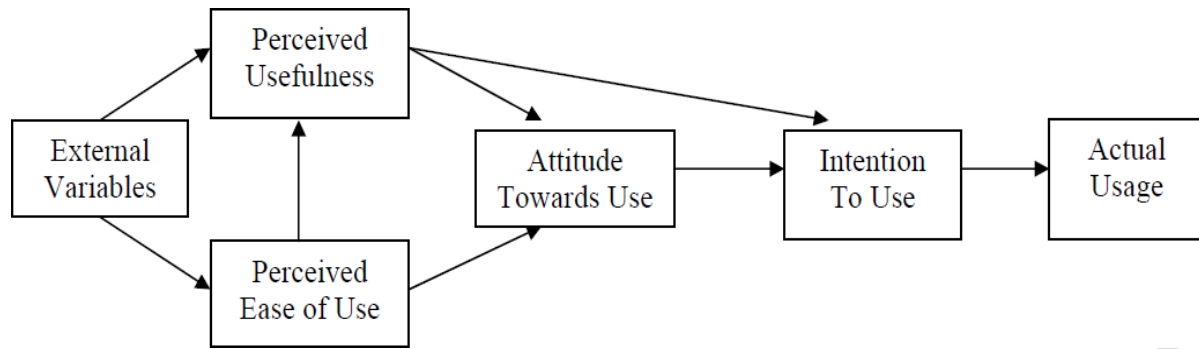 Perceived
Usefulness
External
Variables
Attitude
Towards Use
Intention
To Use
Actual
Usage
Perceived
Ease of Use